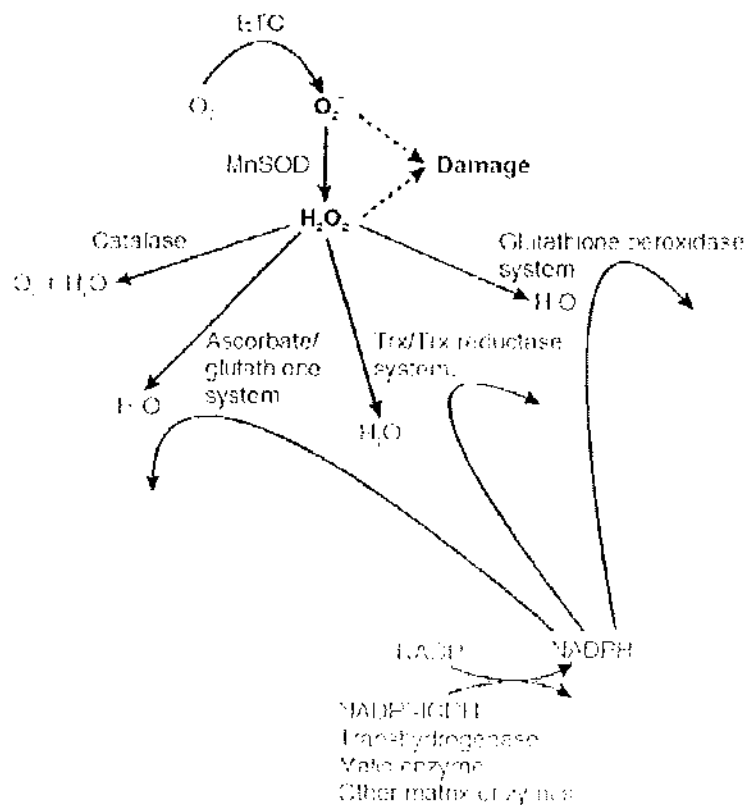 ETC
O₂
O₂⁻
MnSOD
Damage
H₂O₂
Catalase
Glutathione peroxidase
system
O₂ + H₂O
H₂O
Ascorbate/
glutathione
system
Trx/Trx reductase
system
H₂O
H₂O
NADP
NADPH
Transhydrogenase
Malic enzyme
Other matrix enzymes